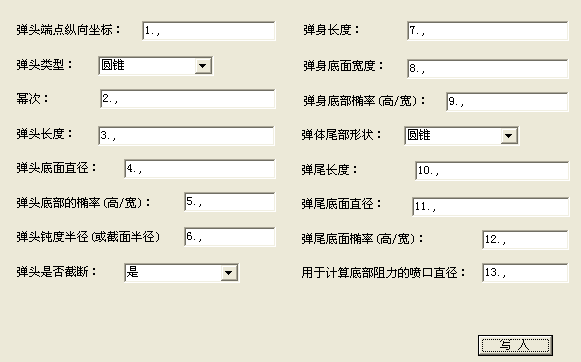 弹头端点纵向坐标： 1.,
弹头类型： 圆锥
幂次： 2.,
弹头长度： 3.,
弹头底面直径： 4.,
弹头底部的椭率(高/宽)： 5.,
弹头钝度半径(或截面半径) 6.,
弹头是否截断： 是
弹身长度： 7.,
弹身底面宽度： 8.,
弹身底部椭率(高/宽)： 9.,
弹体尾部形状： 圆锥
弹尾长度： 10.,
弹尾底面直径： 11.,
弹尾底面椭率(高/宽)： 12.,
用于计算底部阻力的喷口直径： 13.,
写 入